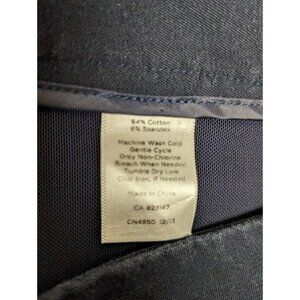 94% Cotton
6% Spandex
Machine Wash Cold
Gentle Cycle
Only Non-Chlorine
Bleach When Needed
Tumble Dry Low
Cool Iron, If Needed
Made In China
CA
CN4950 12/13